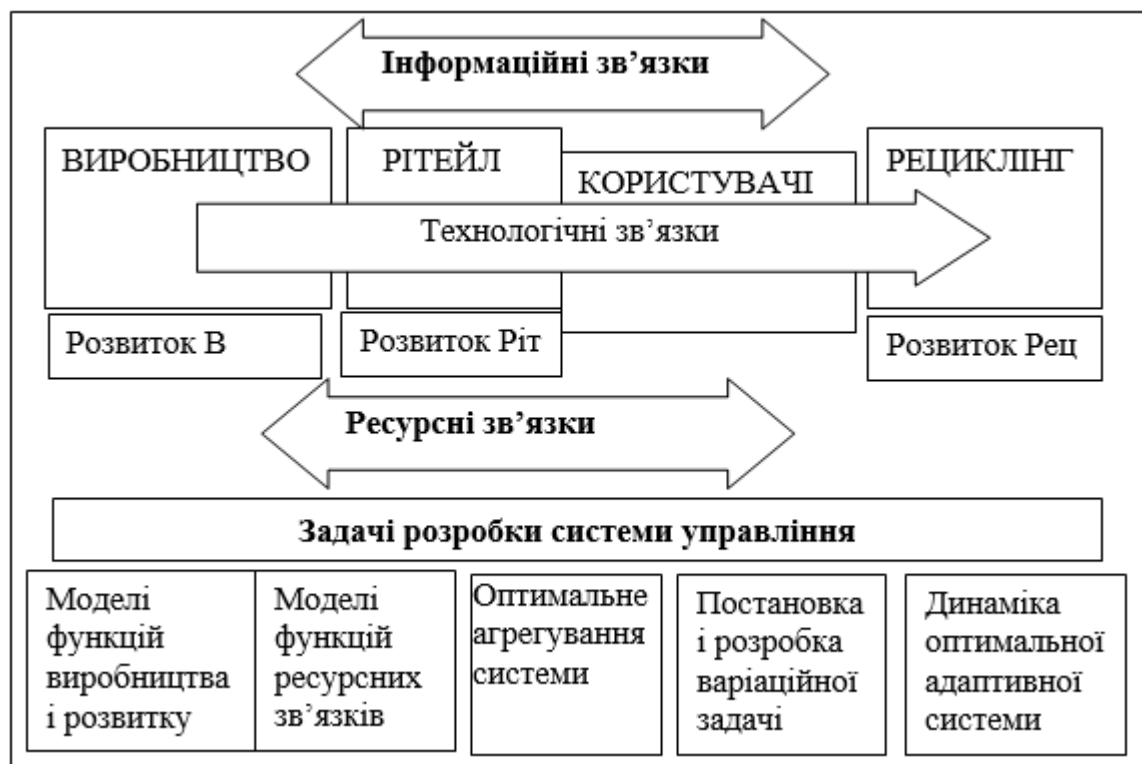 Інформаційні зв’язки
ВИРОБНИЦТВО
РІТЕЙЛ
КОРИСТУВАЧІ
РЕЦИКЛІНГ
Технологічні зв’язки
Розвиток В
Розвиток Ріт
Розвиток Рец
Ресурсні зв’язки
Задачі розробки системи управління
Моделі
функцій
виробництва
і розвитку
Моделі
функцій
ресурсних
зв’язків
Оптимальне
агрегування
системи
Постановка
і розробка
варіаційної
задачі
Динаміка
оптимальної
адаптивної
системи